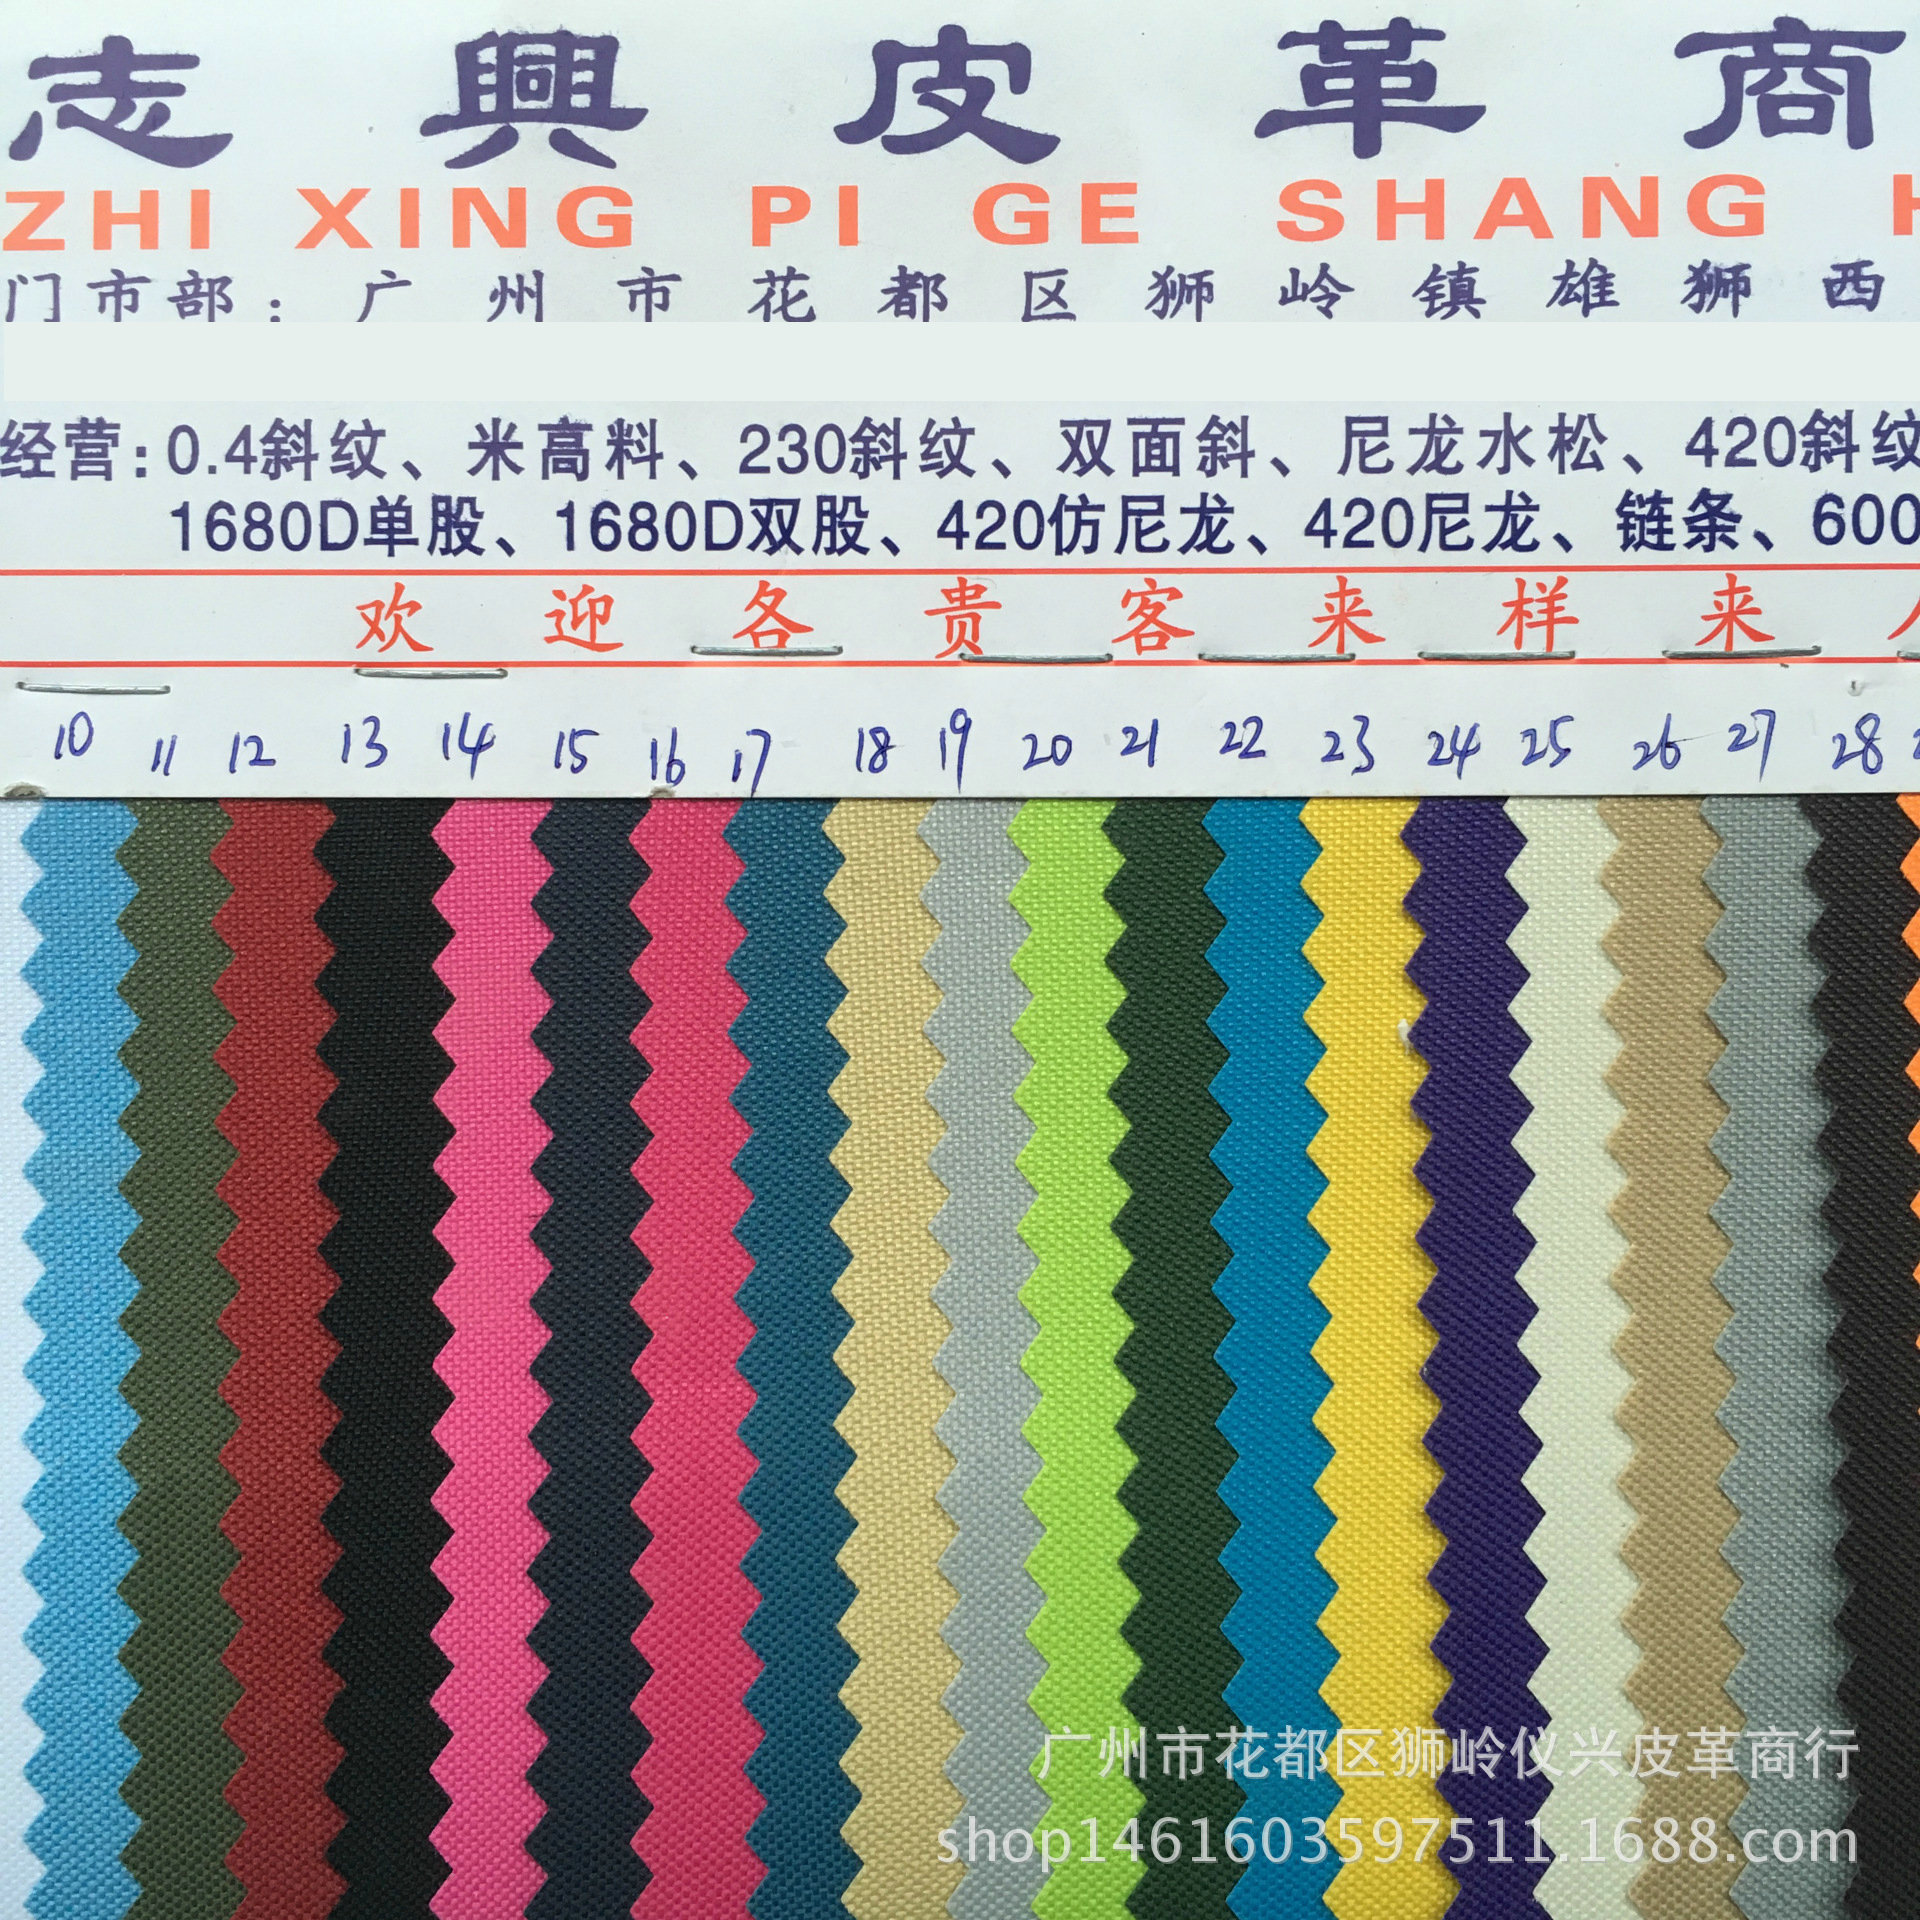 志興皮革商
ZHI XING PI GE SHANG H
门市部：广州市花都区狮岭镇雄狮西
经营:0.4斜纹、米高料、230斜纹、双面斜、尼龙水松、420斜纹
1680D单股、1680D双股、420仿尼龙、420尼龙、链条、600
欢迎各贵客来样来
10 11 12 13 14 15 16 17 18 19 20 21 22 23 24 25 26 27 28
广州市花都区狮岭仪兴皮革商行
shop1461603597511.1688.com